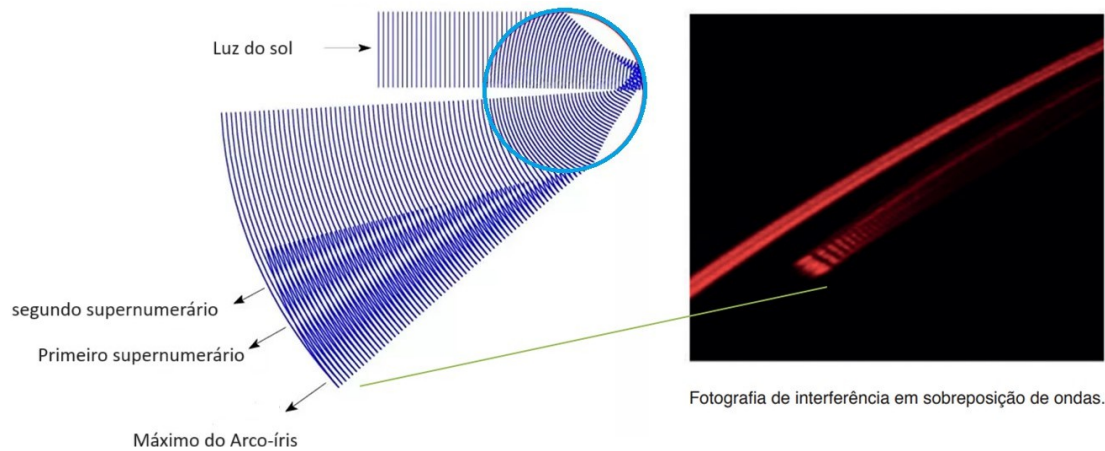 Luz do sol
segundo supernumerário
Primeiro supernumerário
Máximo do Arco-íris
Fotografia de interferência em sobreposição de ondas.